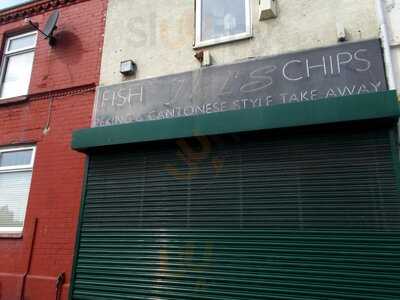 FISH CHIPS
PEKING & CANTONESE STYLE TAKE AWAY